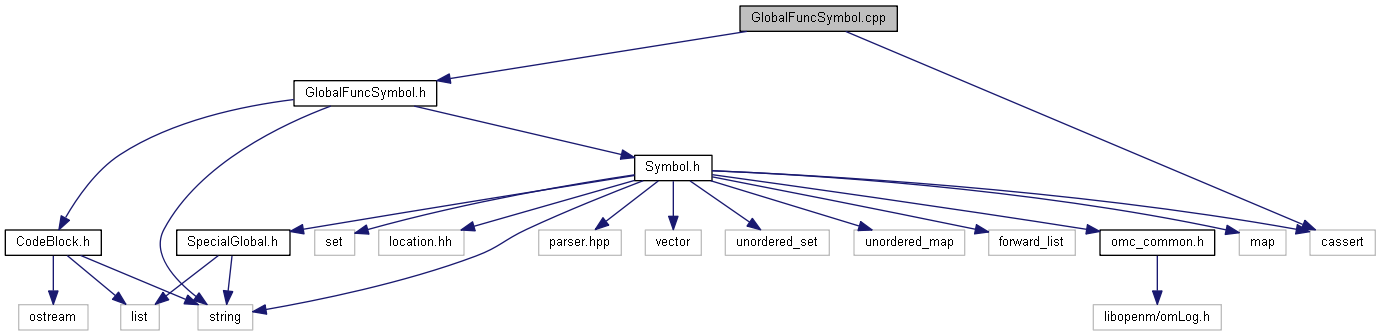 GlobalFuncSymbol.cpp
GlobalFuncSymbol.h
Symbol.h
CodeBlock.h
SpecialGlobal.h
set
location.hh
parser.hpp
vector
unordered_set
unordered_map
forward_list
omc_common.h
map
cassert
ostream
list
string
libopenm/omLog.h